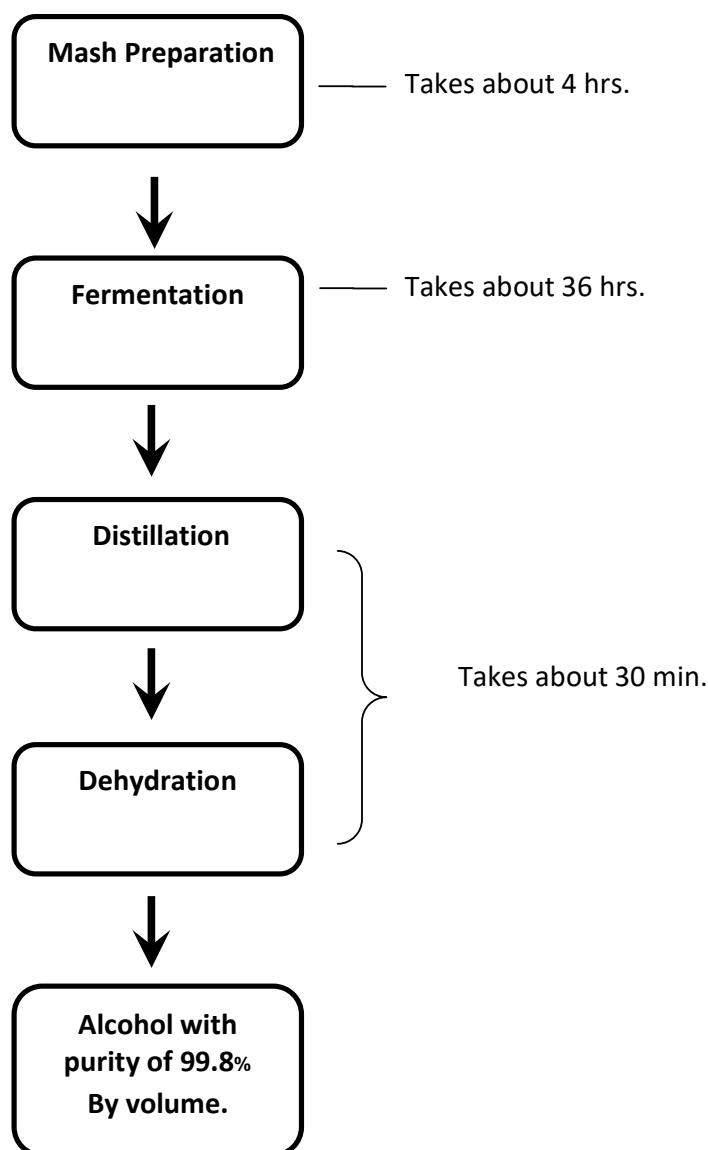 Mash Preparation
Takes about 4 hrs.
Fermentation
Takes about 36 hrs.
Distillation
Takes about 30 min.
Dehydration
Alcohol with
purity of 99.8%
By volume.